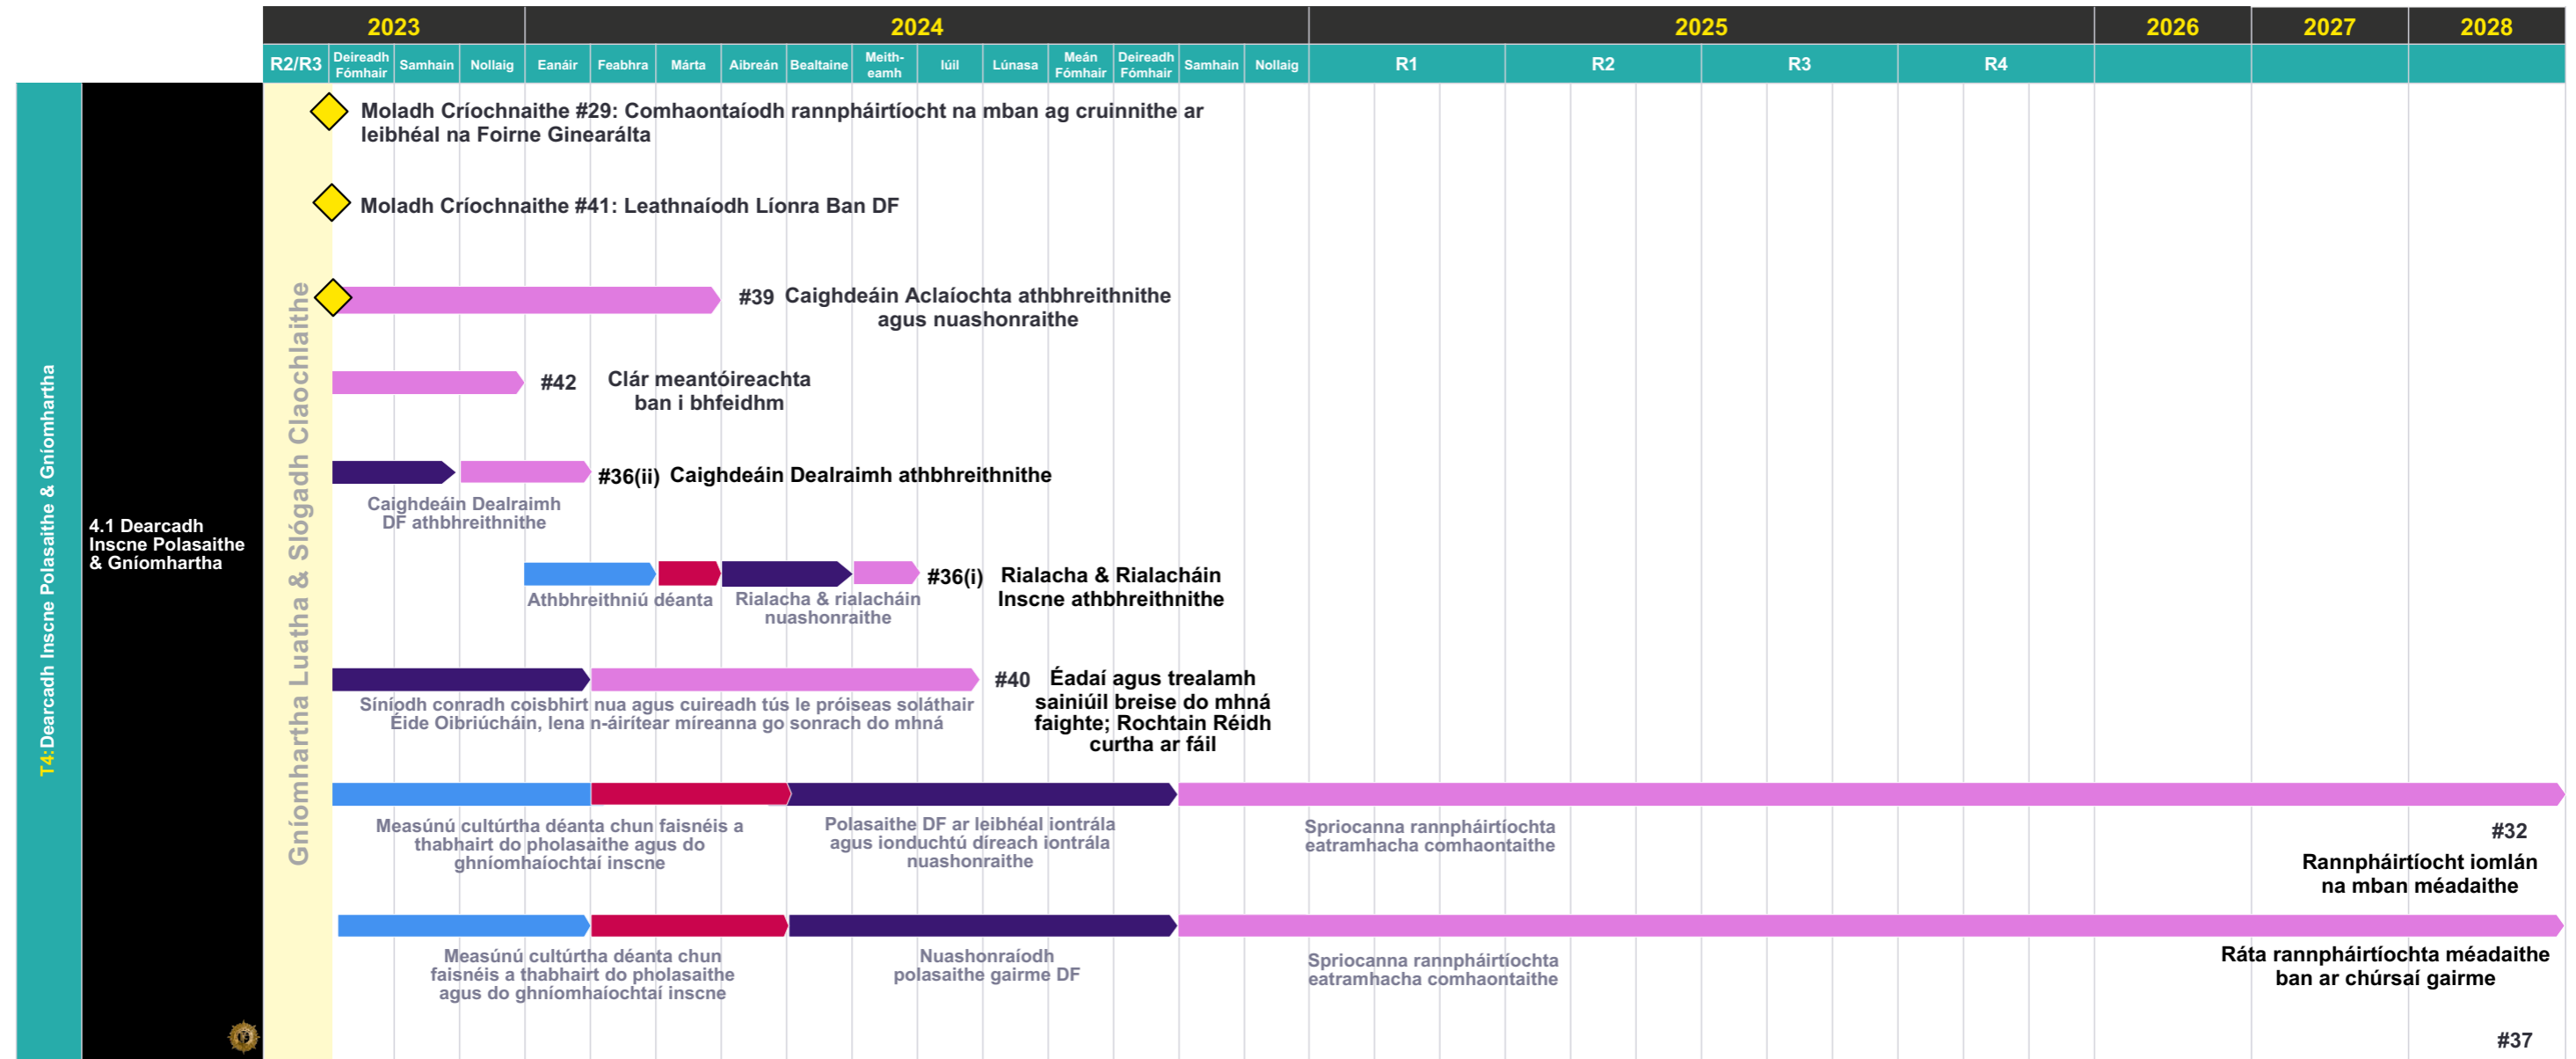 2023 2024 2025 2026 2027 2028
R2/R3 Deireadh Fómhair Samhain Nollaig Eanáir Feabhra Márta Aibreán Bealtaine Meith-eamh Iúil Lúnasa Meán Fómhair Deireadh Fómhair Samhain Nollaig R1 R2 R3 R4
T4: Dearcadh Inscne Polasaithe & Gníomhartha
4.1 Dearcadh
Inscne Polasaithe
& Gníomhartha
Gníomhartha Luatha & Slógadh Claochlaithe
Moladh Críochnaithe #29: Comhaontaíodh rannpháirtíocht na mban ag cruinnithe ar
leibhéal na Foirne Ginearálta
Moladh Críochnaithe #41: Leathnaíodh Líonra Ban DF
#39 Caighdeáin Aclaíochta athbhreithnithe
agus nuashonraithe
#42 Clár meantóireachta
ban i bhfeidhm
#36(ii) Caighdeáin Dealraimh athbhreithnithe
Caighdeáin Dealraimh
DF athbhreithnithe
#36(i) Rialacha & Rialacháin
Inscne athbhreithnithe
Athbhreithniú déanta
Rialacha & rialacháin
nuashonraithe
#40 Éadaí agus trealamh
sainiúil breise do mhná
faighte; Rochtain Réidh
curtha ar fáil
Síníodh conradh coisbhirt nua agus cuireadh tús le próiseas soláthair
Éide Oibriúcháin, lena n-áirítear míreanna go sonrach do mhná
Measúnú cultúrtha déanta chun faisnéis a
thabhairt do pholasaithe agus do
ghníomhaíochtaí inscne
Polasaithe DF ar leibhéal iontrála
agus ionduchtú díreach iontrála
nuashonraithe
Spriocanna rannpháirtíochta
eatramhacha comhaontaithe
#32
Rannpháirtíocht iomlán
na mban méadaithe
Measúnú cultúrtha déanta chun
faisnéis a thabhairt do pholasaithe
agus do ghníomhaíochtaí inscne
Nuashonraíodh
polasaithe gairme DF
Spriocanna rannpháirtíochta
eatramhacha comhaontaithe
Ráta rannpháirtíochta méadaithe
ban ar chúrsaí gairme
#37